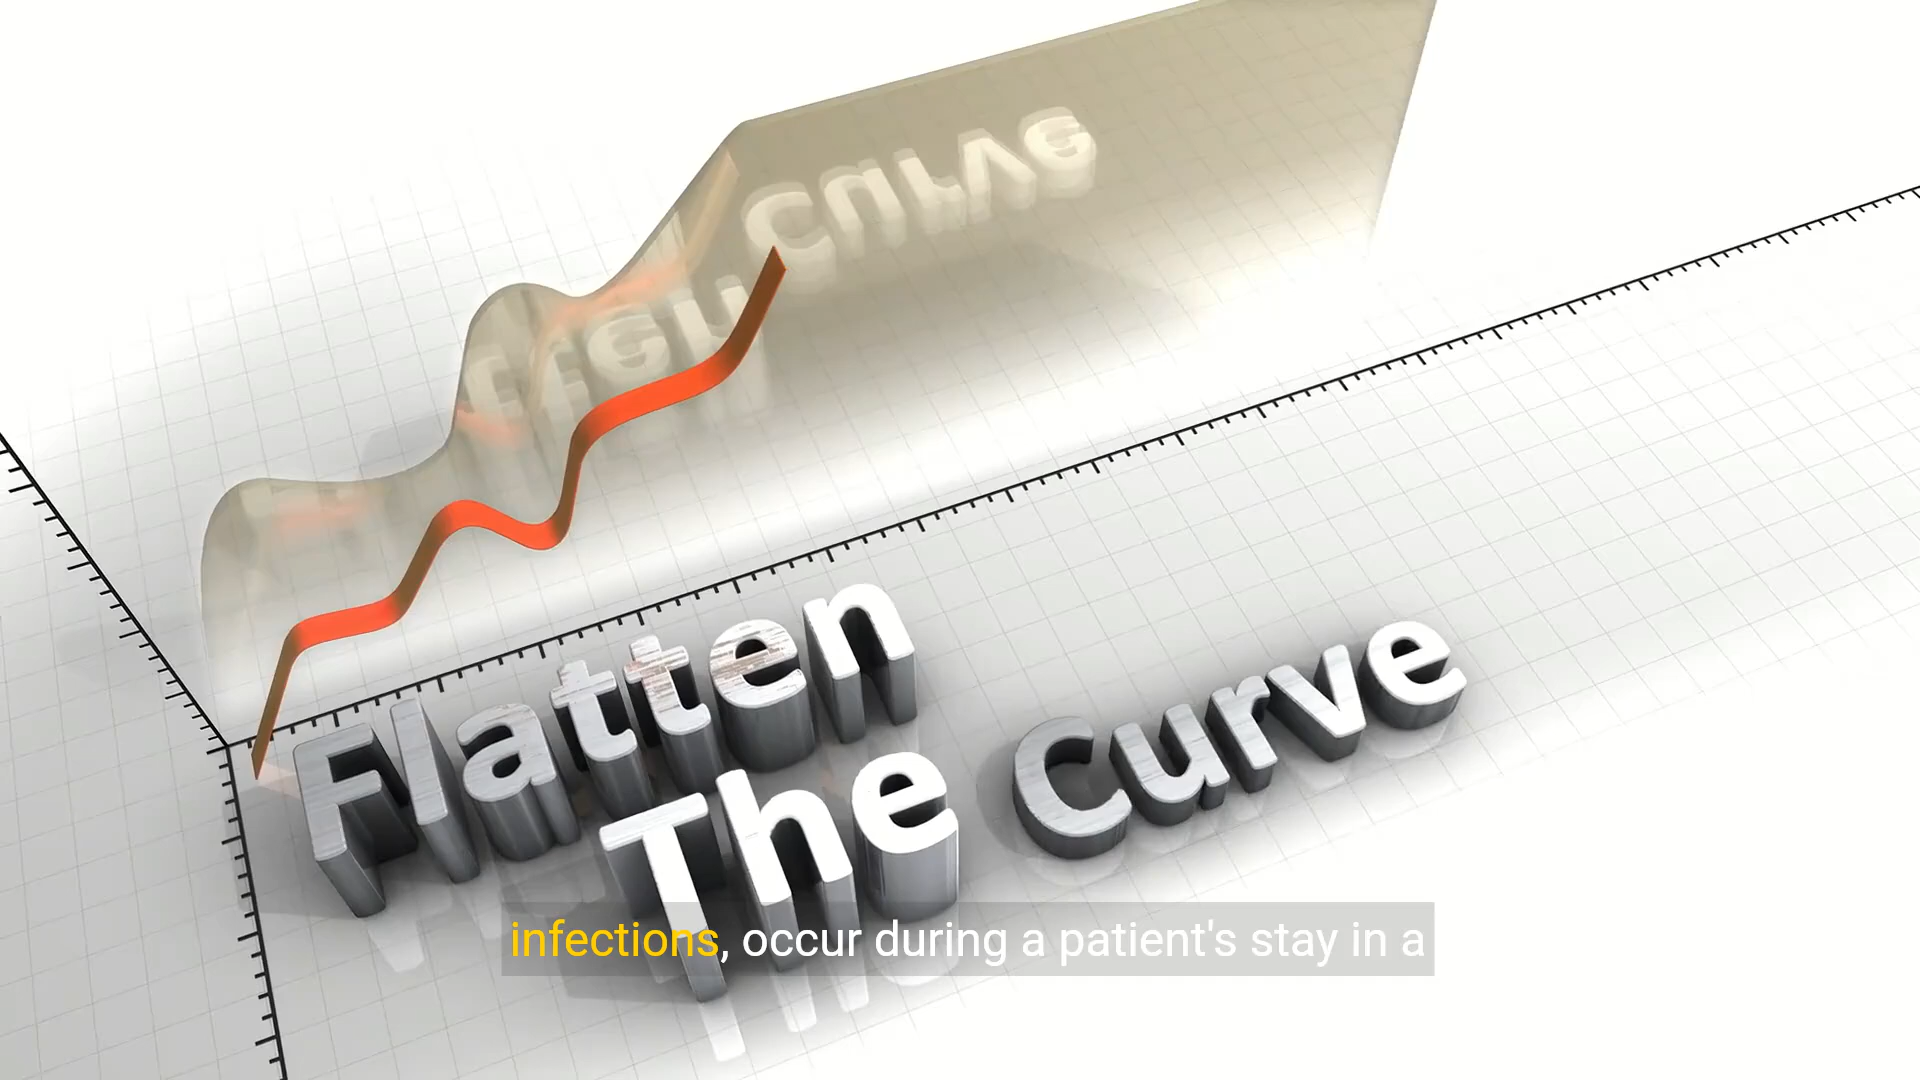 Flatten
The Curve
infections, occur during a patient's stay in a